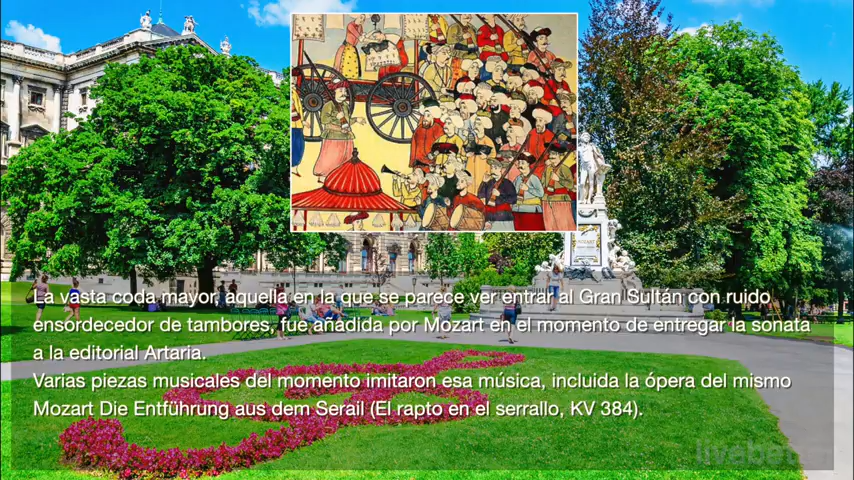 La vasta coda mayor, aquella en la que se parece ver entrar al Gran Sultán con ruido
ensordecedor de tambores, fue añadida por Mozart en el momento de entregar la sonata
a la editorial Artaria.
Varias piezas musicales del momento imitaron esa música, incluida la ópera del mismo
Mozart Die Entführung aus dem Serail (El rapto en el serrallo, KV 384).
MOZART